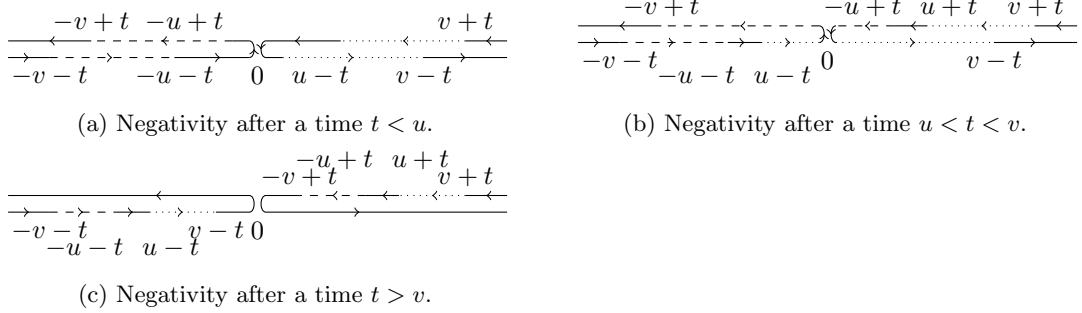 −v + t −u + t v + t
−v − t −u − t 0 u − t v − t
(a) Negativity after a time t < u.
−v + t −u + t u + t v + t
−v − t 0 v − t
−u − t u − t
(b) Negativity after a time u < t < v.
−u + t u + t
−v + t v + t
−v − t v − t 0
−u − t u − t
(c) Negativity after a time t > v.